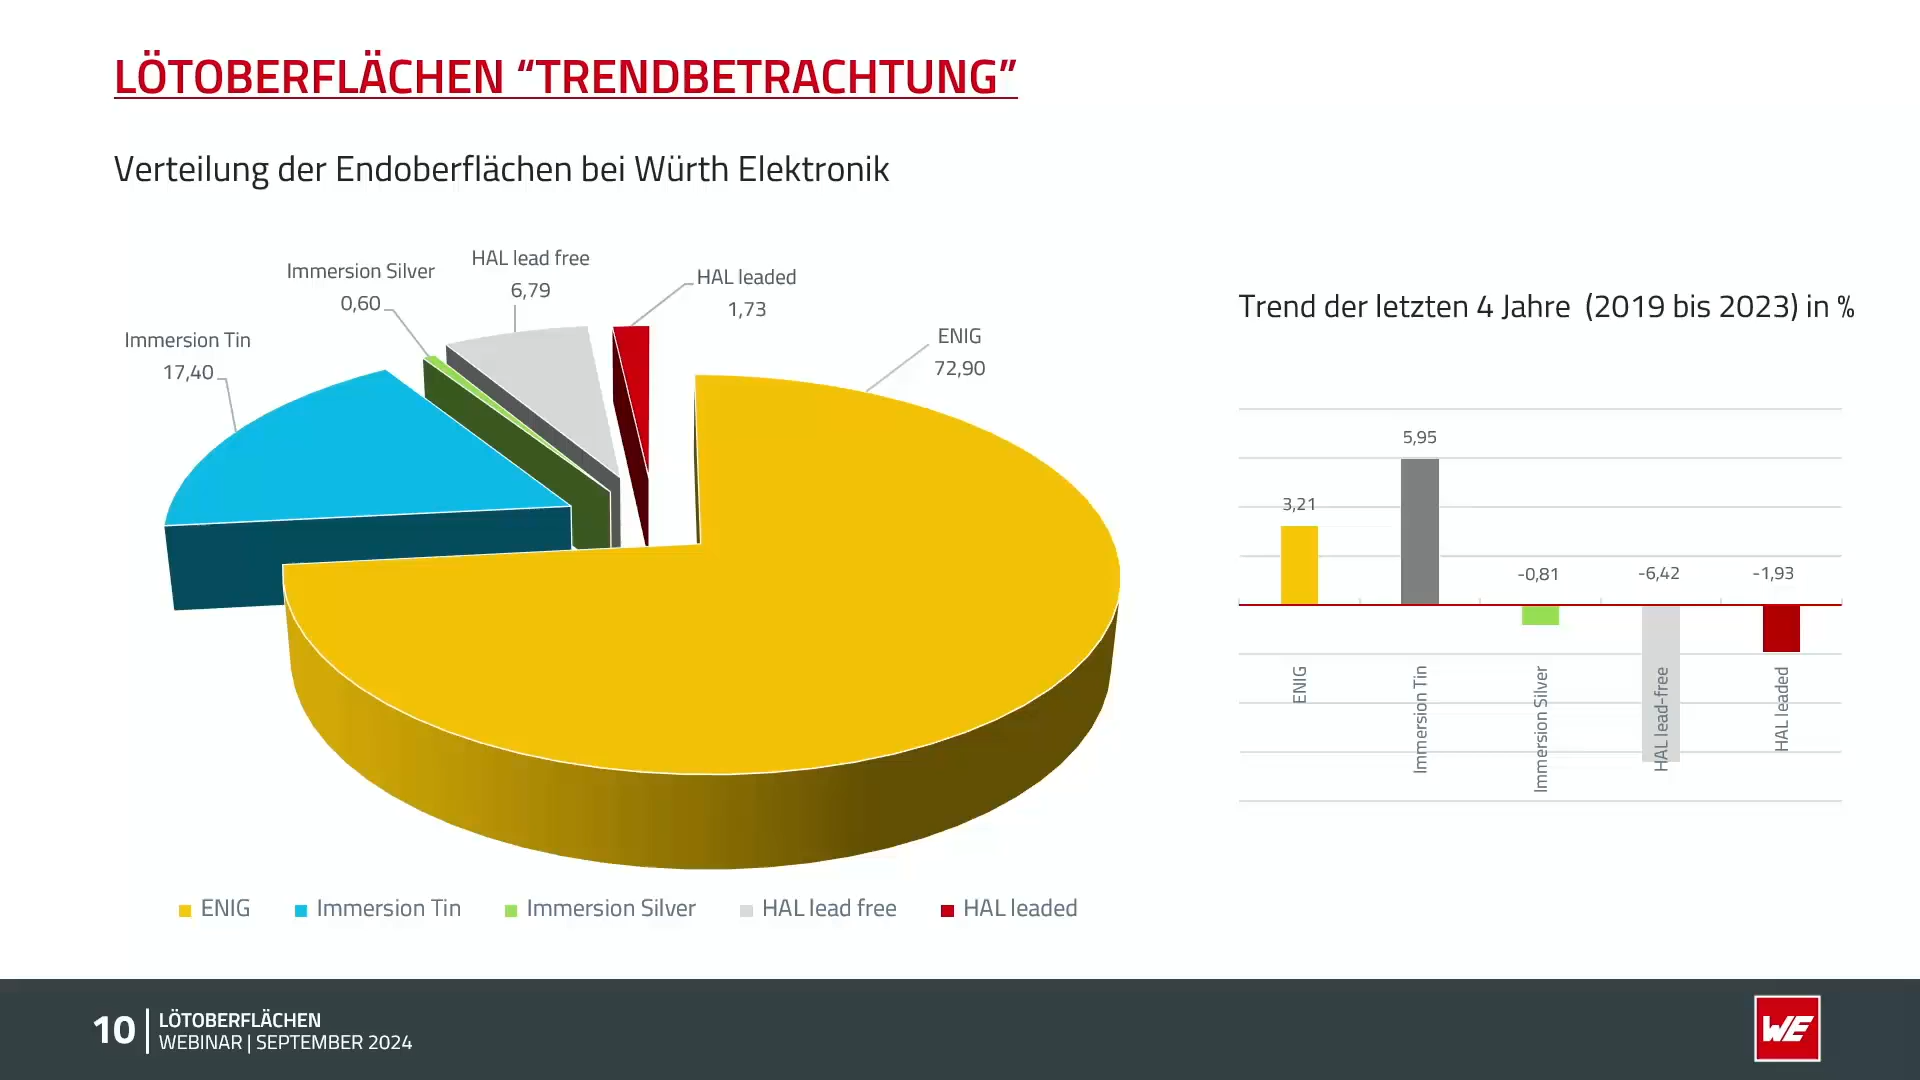 LÖTOBERFLÄCHEN “TRENDBETRACHTUNG”
Verteilung der Endoberflächen bei Würth Elektronik
Immersion Tin
17,40
Immersion Silver
0,60
HAL lead free
6,79
HAL leaded
1,73
ENIG
72,90
ENIG
Immersion Tin
Immersion Silver
HAL lead free
HAL leaded
Trend der letzten 4 Jahre (2019 bis 2023) in %
3,21
5,95
-0,81
-6,42
-1,93
ENIG
Immersion Tin
Immersion Silver
HAL lead-free
HAL leaded
10
LÖTOBERFLÄCHEN
WEBINAR | SEPTEMBER 2024
WE